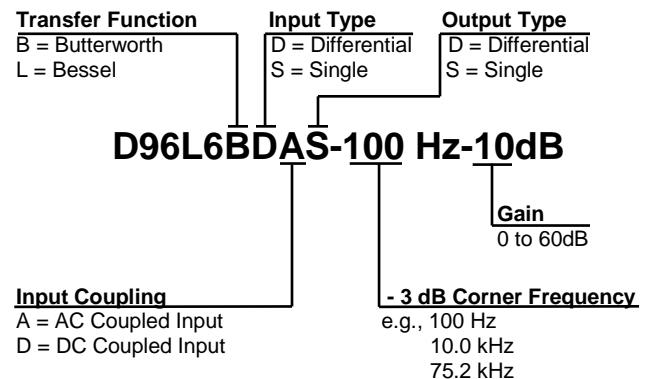 Transfer Function
B = Butterworth
L = Bessel
Input Type
D = Differential
S = Single
Output Type
D = Differential
S = Single
D96L6BDAS-100 Hz-10dB
Gain
0 to 60dB
Input Coupling
A = AC Coupled Input
D = DC Coupled Input
- 3 dB Corner Frequency
e.g., 100 Hz
10.0 kHz
75.2 kHz